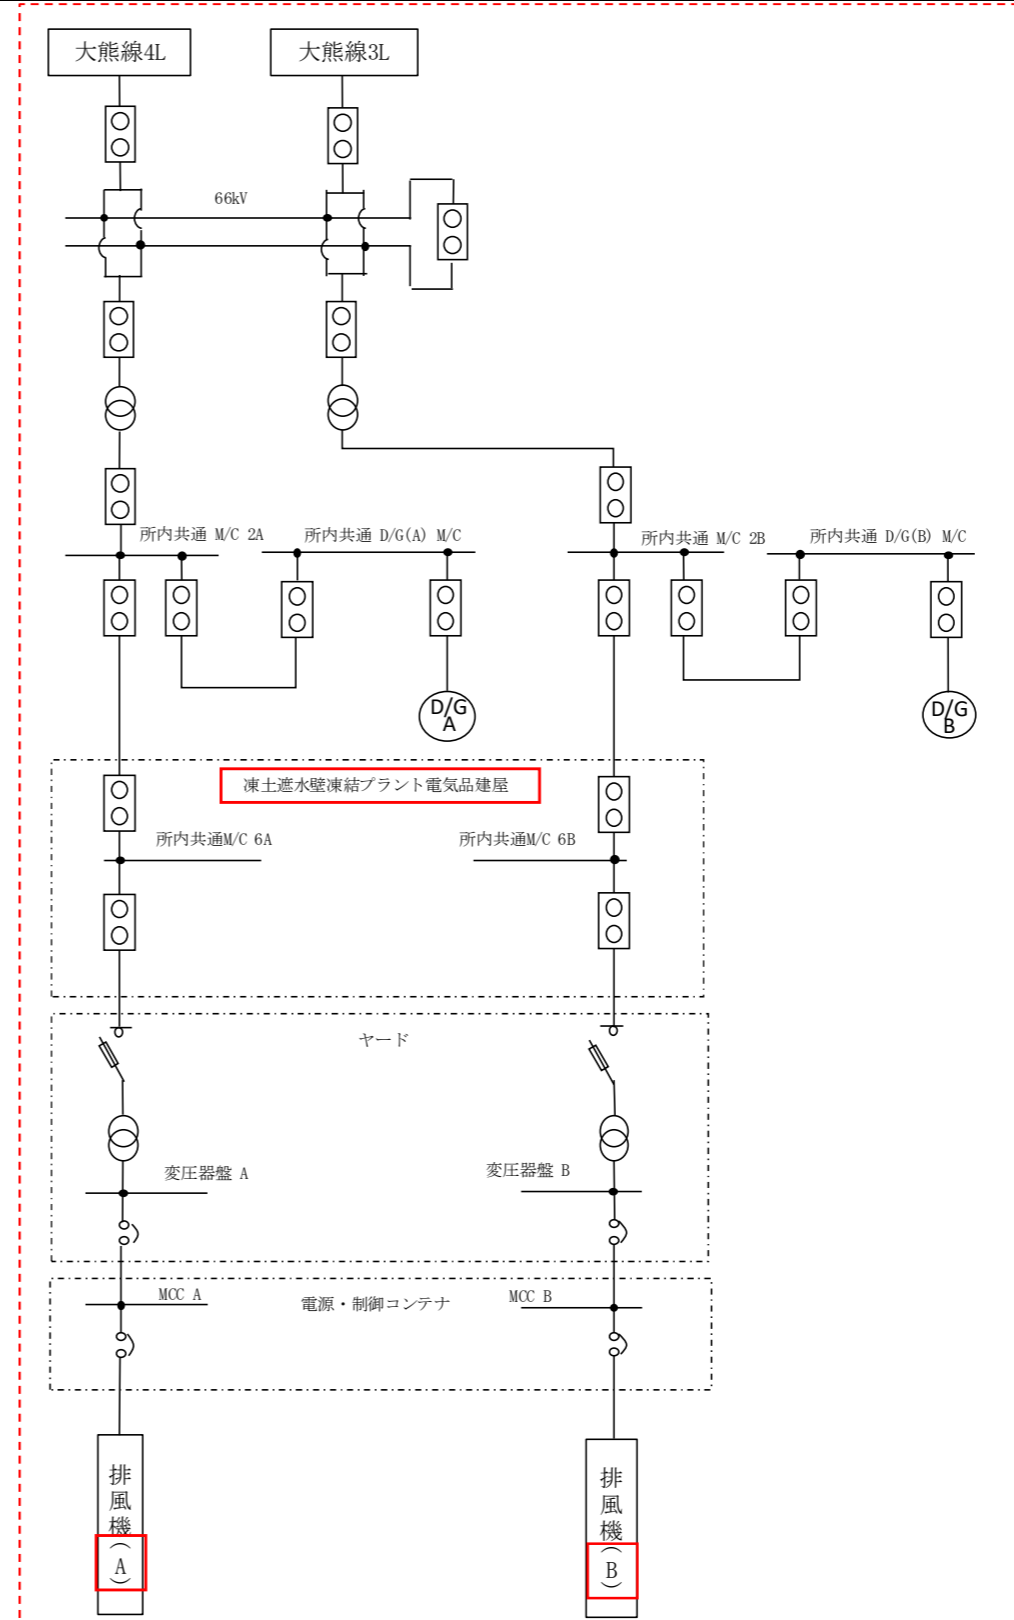 大熊線4L
大熊線3L
66kV
所内共通 M/C 2A
所内共通 D/G(A) M/C
所内共通 M/C 2B
所内共通 D/G(B) M/C
D/G
A
D/G
B
凍土遮水壁凍結プラント電気品建屋
所内共通M/C 6A
所内共通M/C 6B
ヤード
変圧器盤 A
変圧器盤 B
MCC A
電源・制御コンテナ
MCC B
排風機(A)
排風機(B)